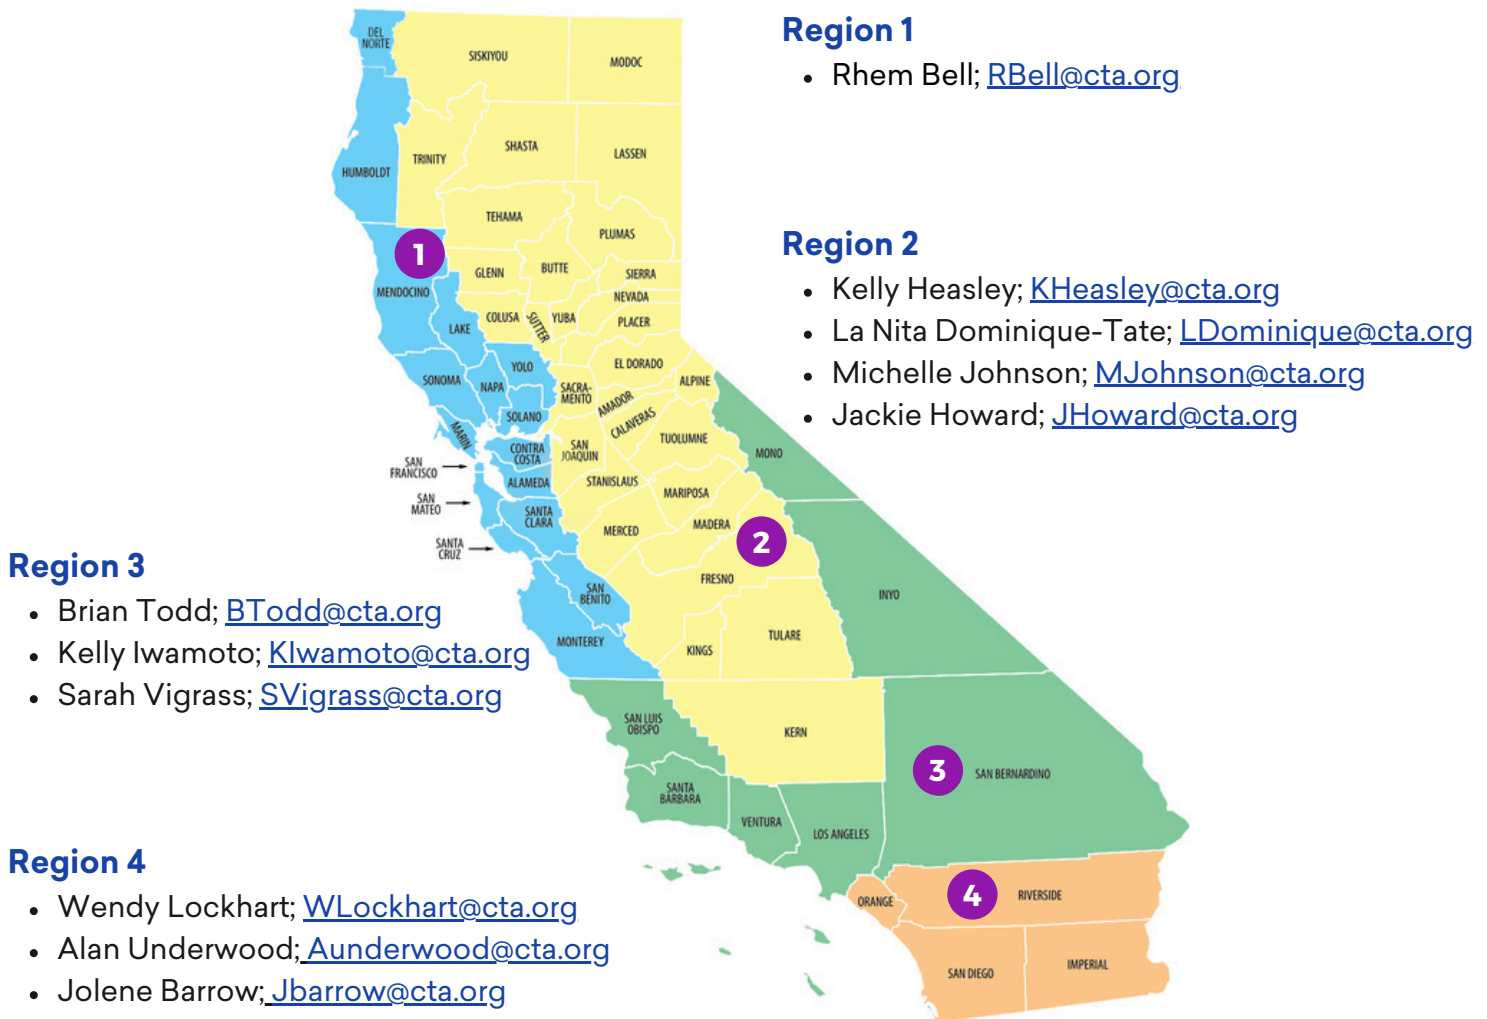 Region 1
• Rhem Bell; RBell@cta.org
Region 2
• Kelly Heasley; KHeasley@cta.org
• La Nita Dominique-Tate; LDominique@cta.org
• Michelle Johnson; MJohnson@cta.org
• Jackie Howard; JHoward@cta.org
Region 3
• Brian Todd; BTodd@cta.org
• Kelly Iwamoto; KIwamoto@cta.org
• Sarah Vigrass; SVigrass@cta.org
Region 4
• Wendy Lockhart; WLockhart@cta.org
• Alan Underwood; Aunderwood@cta.org
• Jolene Barrow; Jbarrow@cta.org
DEL
NORTE
SISKIYOU
MODOC
HUMBOLDT
TRINITY
SHASTA
LASSEN
TEHAMA
PLUMAS
1
MENDOCINO
GLENN
BUTTE
SIERRA
NEVADA
LAKE
COLUSA
SUTTER
YUBA
PLACER
SONOMA
NAPA
YOLO
EL DORADO
SOLANO
SACRA-
MENTO
AMADOR
ALPINE
MARIN
CALAVERAS
SAN
FRANCISCO
CONTRA
COSTA
SAN
JOAQUIN
TUOLUMNE
MONO
ALAMEDA
STANISLAUS
MARIPOSA
SAN
MATEO
SANTA
CLARA
MERCED
MADERA
2
SANTA
CRUZ
FRESNO
SAN
BENITO
INYO
MONTEREY
KINGS
TULARE
SAN LUIS
OBISPO
KERN
3
SAN BERNARDINO
SANTA
BARBARA
VENTURA
LOS ANGELES
ORANGE
4
RIVERSIDE
SAN DIEGO
IMPERIAL